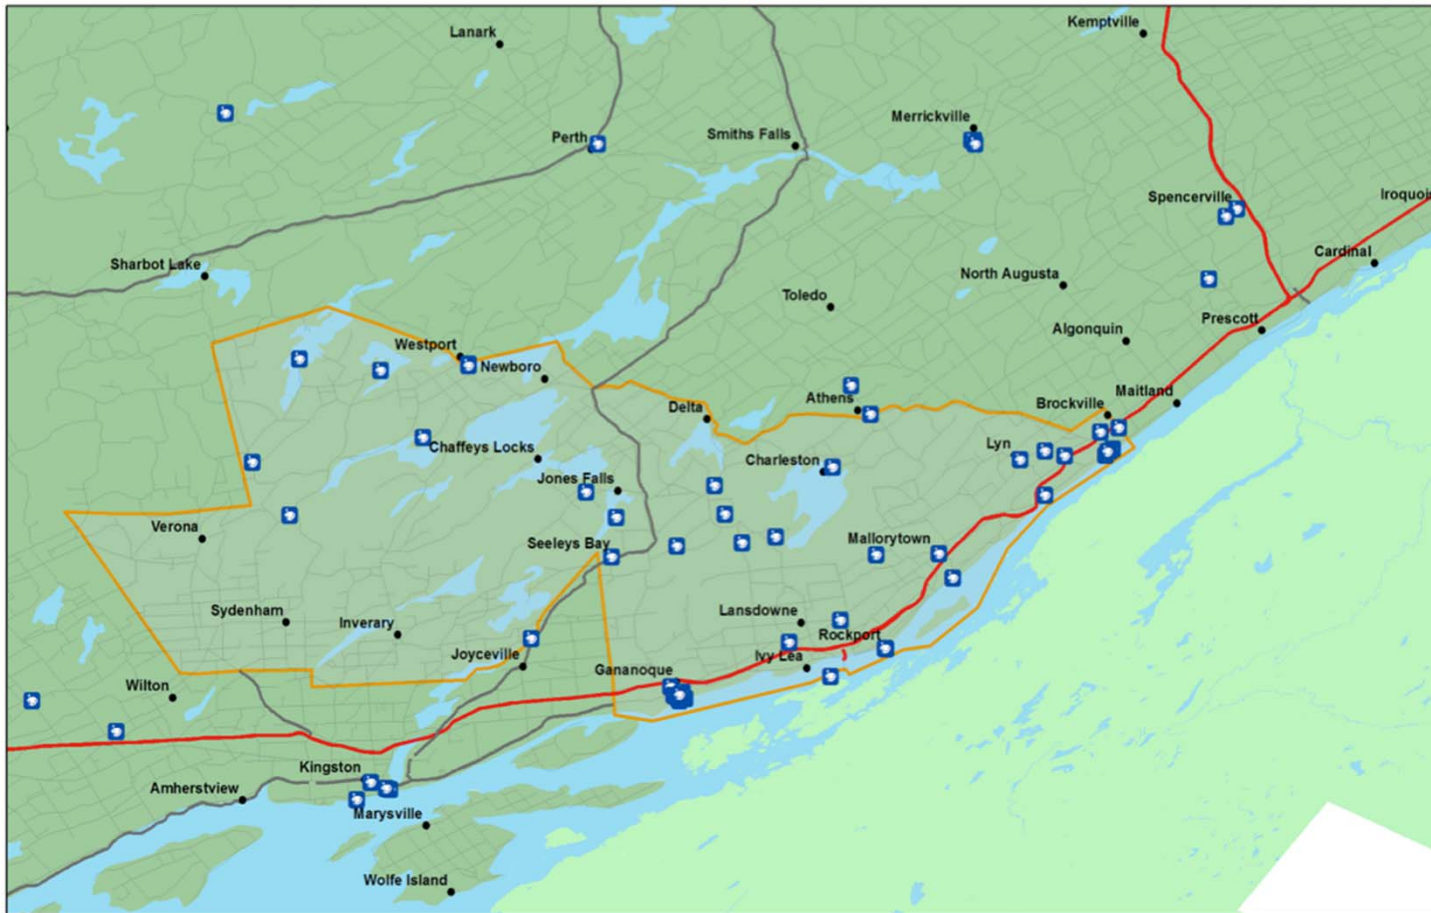 Kemptville
Lanark
Merrickville
Perth
Smiths Falls
Spencerville
Iroquois
Cardinal
Sharbot Lake
North Augusta
Toledo
Prescott
Algonquin
Westport
Newboro
Maitland
Athens
Brockville
Delta
Lyn
Chaffeys Locks
Charleston
Jones Falls
Verona
Seeleys Bay
Mallorytown
Sydenham
Inverary
Lansdowne
Rockport
Joyceville
Ivy Lea
Gananoque
Wilton
Kingston
Amherstview
Marysville
Wolfe Island